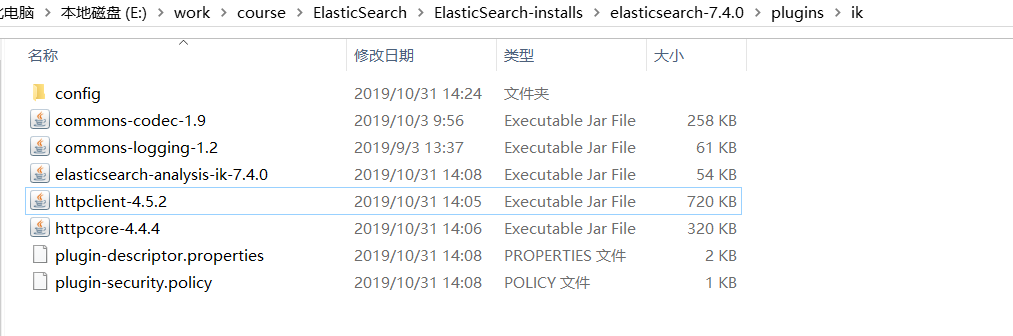 此电脑 > 本地磁盘 (E:) > work > course > ElasticSearch > ElasticSearch-installs > elasticsearch-7.4.0 > plugins > ik
名称 修改日期 类型 大小
config 2019/10/31 14:24 文件夹
commons-codec-1.9 2019/10/3 9:56 Executable Jar File 258 KB
commons-logging-1.2 2019/9/3 13:37 Executable Jar File 61 KB
elasticsearch-analysis-ik-7.4.0 2019/10/31 14:08 Executable Jar File 54 KB
httpclient-4.5.2 2019/10/31 14:05 Executable Jar File 720 KB
httpcore-4.4.4 2019/10/31 14:06 Executable Jar File 320 KB
plugin-descriptor.properties 2019/10/31 14:08 PROPERTIES 文件 2 KB
plugin-security.policy 2019/10/31 14:08 POLICY 文件 1 KB